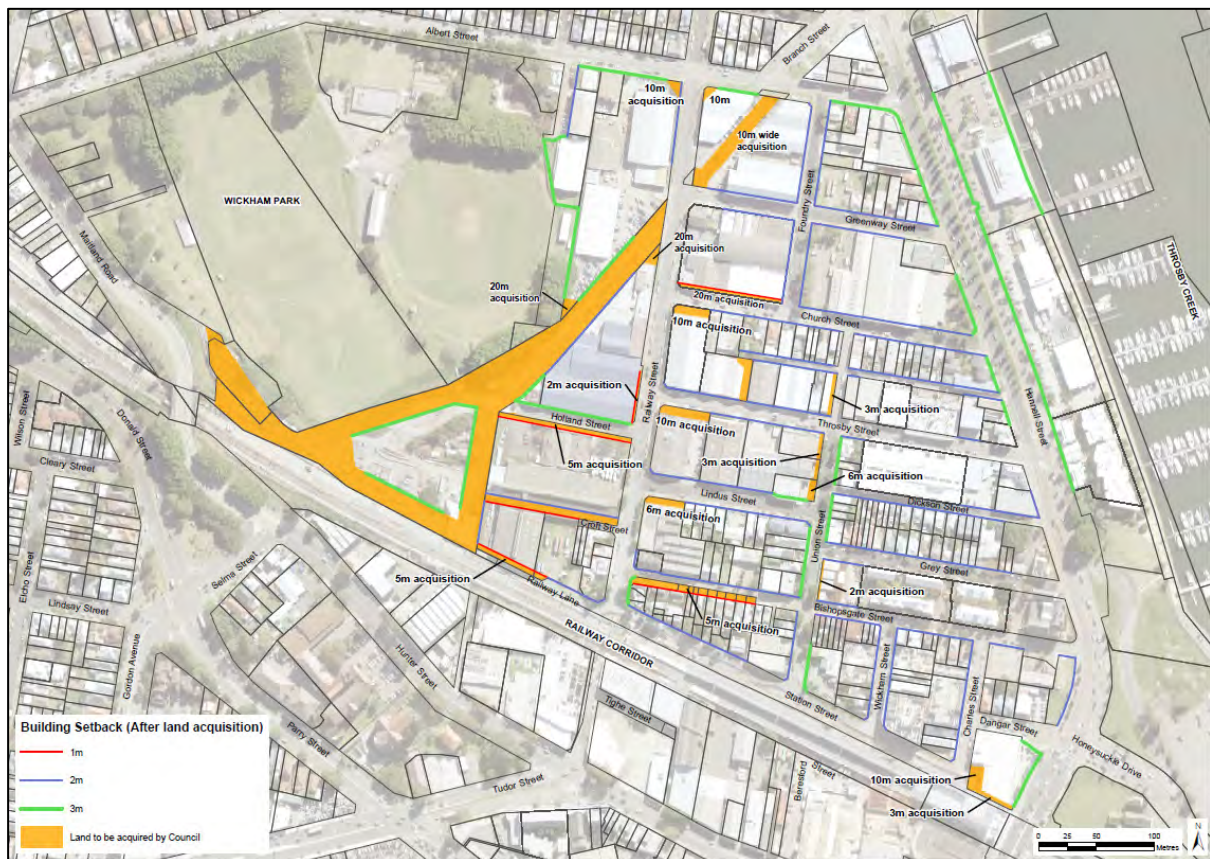 Albert Street
Branch Street
10m
acquisition
10m
10m wide
acquisition
WICKHAM PARK
Maitland Road
Foundry Street
Greenway Street
THROSBY CREEK
20m
acquisition
20m
acquisition
20m acquisition
Church Street
10m acquisition
Railway Street
2m acquisition
Hannell Street
3m acquisition
Throsby Street
Holland Street
10m acquisition
5m acquisition
3m acquisition
6m acquisition
Wilson Street
Donald Street
Cleary Street
Lindus Street
Dickson Street
6m acquisition
Croft Street
Union Street
Grey Street
Selma Street
Elcho Street
Lindsay Street
5m acquisition
Railway Lane
2m acquisition
Bishopsgate Street
5m acquisition
RAILWAY CORRIDOR
Gordon Avenue
Hunter Street
Wickham Street
Station Street
Charles Street
Dangar Street
Honeysuckle Drive
Parry Street
Tighe Street
Tudor Street
Beresford
Street
10m acquisition
3m acquisition
Building Setback (After land acquisition)
1m
2m
3m
Land to be acquired by Council
N
0 25 50 100
Metres